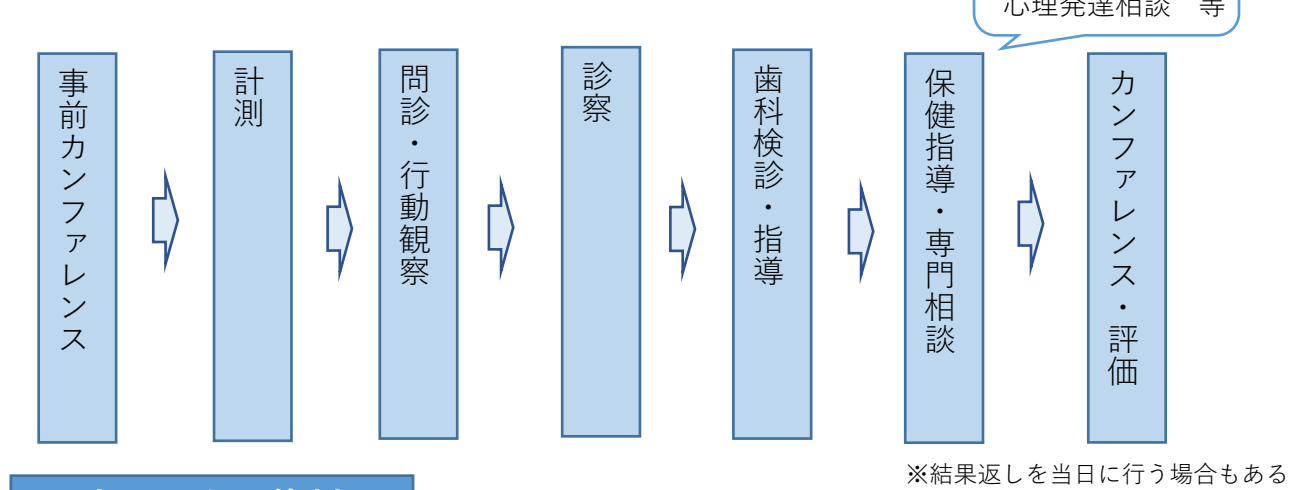 心理発達相談　等
事前カンファレンス
計測
問診・行動観察
診察
歯科検診・指導
保健指導・専門相談
カンファレンス・評価
※結果返しを当日に行う場合もある